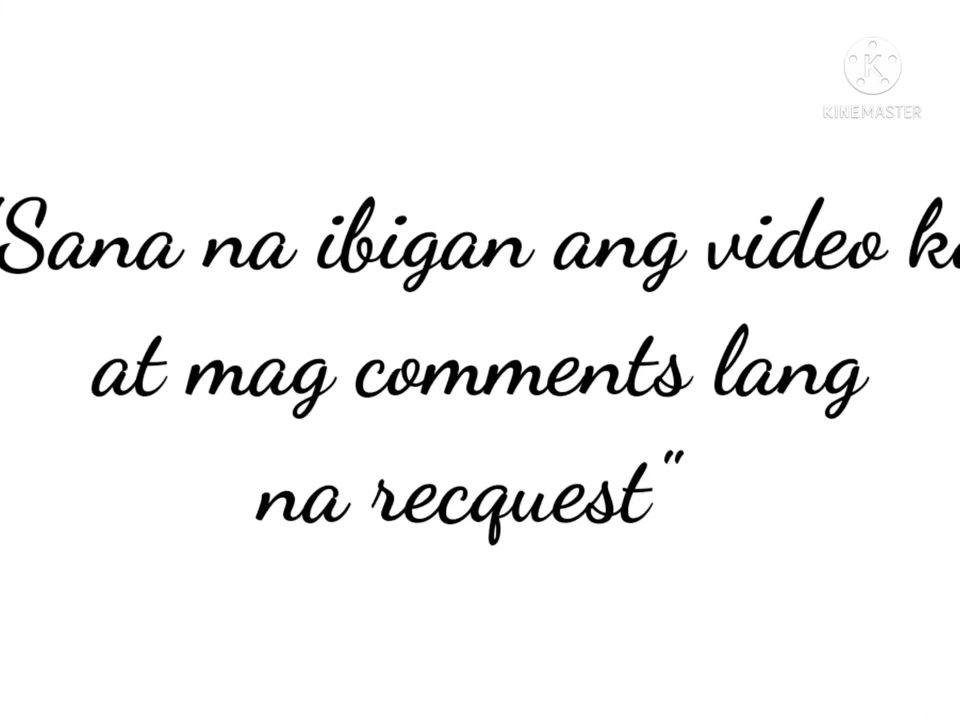 KINEMASTER
"Sana na ibigan ang video
at mag comments lang
na recquest"